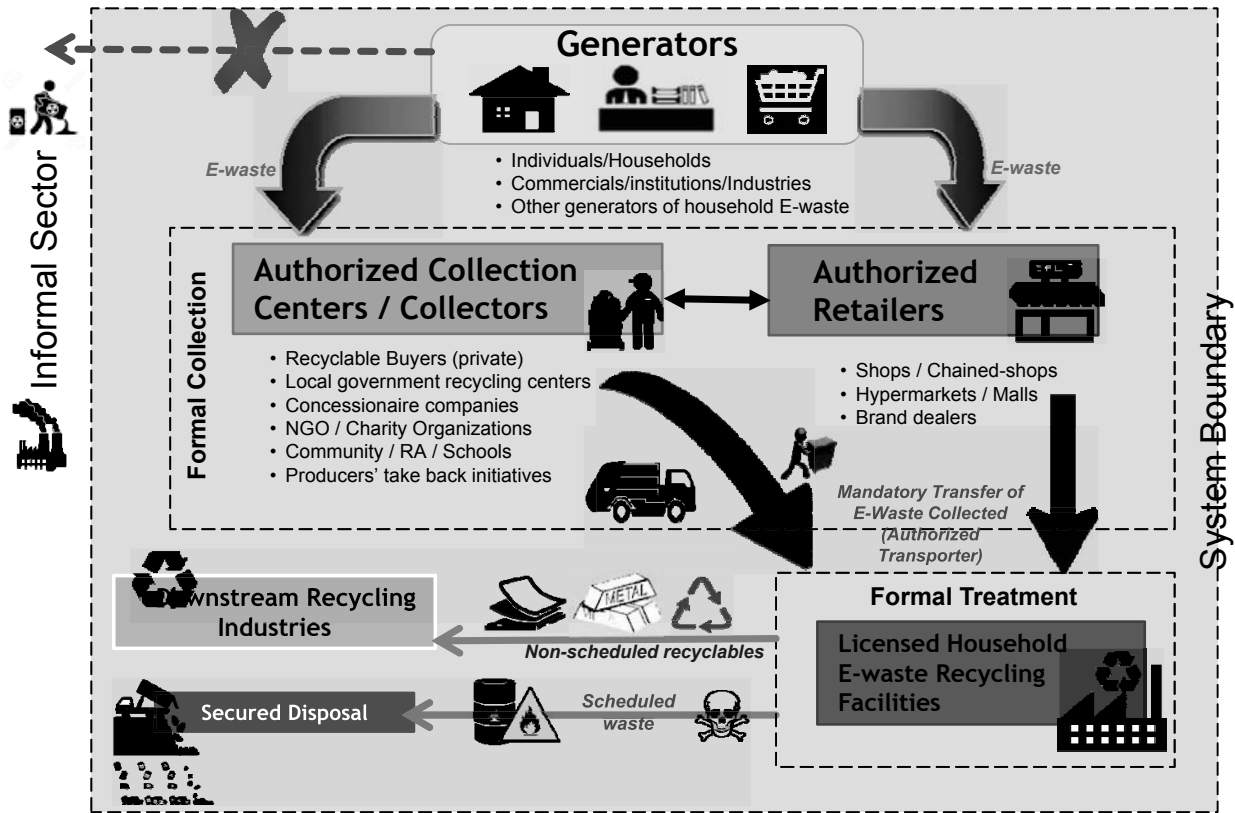 Generators
E-waste
E-waste
• Individuals/Households
• Commercials/institutions/Industries
• Other generators of household E-waste
Informal Sector
System Boundary
Formal Collection
Authorized Collection
Centers / Collectors
• Recyclable Buyers (private)
• Local government recycling centers
• Concessionaire companies
• NGO / Charity Organizations
• Community / RA / Schools
• Producers’ take back initiatives
Authorized
Retailers
• Shops / Chained-shops
• Hypermarkets / Malls
• Brand dealers
Mandatory Transfer of
E-Waste Collected
(Authorized
Transporter)
Formal Treatment
Licensed Household
E-waste Recycling
Facilities
Downstream Recycling
Industries
METAL
Non-scheduled recyclables
Secured Disposal
Scheduled
waste